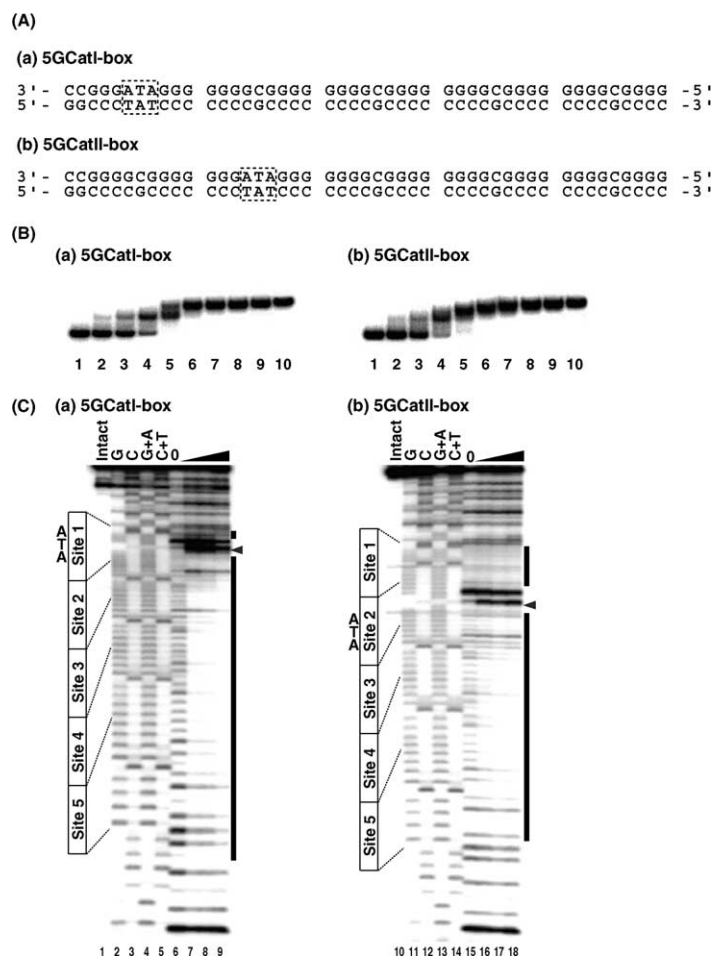 (A)
(a) 5GCatI-box
3'- CCGGGATAGGG GGGGCGGGG GGGGCGGGG GGGGCGGGG GGGGCGGGG -5'
5'- GGCCCTATCCC CCCCGCCCC CCCCGCCCC CCCCGCCCC CCCCGCCCC -3'
(b) 5GCatII-box
3'- CCGGGGCGGGG GGGATAGGG GGGGCGGGG GGGGCGGGG GGGGCGGGG -5'
5'- GGCCCCGCCCC CCCTATCCC CCCCGCCCC CCCCGCCCC CCCCGCCCC -3'
(B)
(a) 5GCatI-box (b) 5GCatII-box
1 2 3 4 5 6 7 8 9 10 1 2 3 4 5 6 7 8 9 10
(C)
(a) 5GCatI-box (b) 5GCatII-box
Intact G C G+A C+T 0 Intact G C G+A C+T 0
A T A
Site 1
Site 2
Site 3
Site 4
Site 5
Site 1
A T A
Site 2
Site 3
Site 4
Site 5
1 2 3 4 5 6 7 8 9 10 11 12 13 14 15 16 17 18